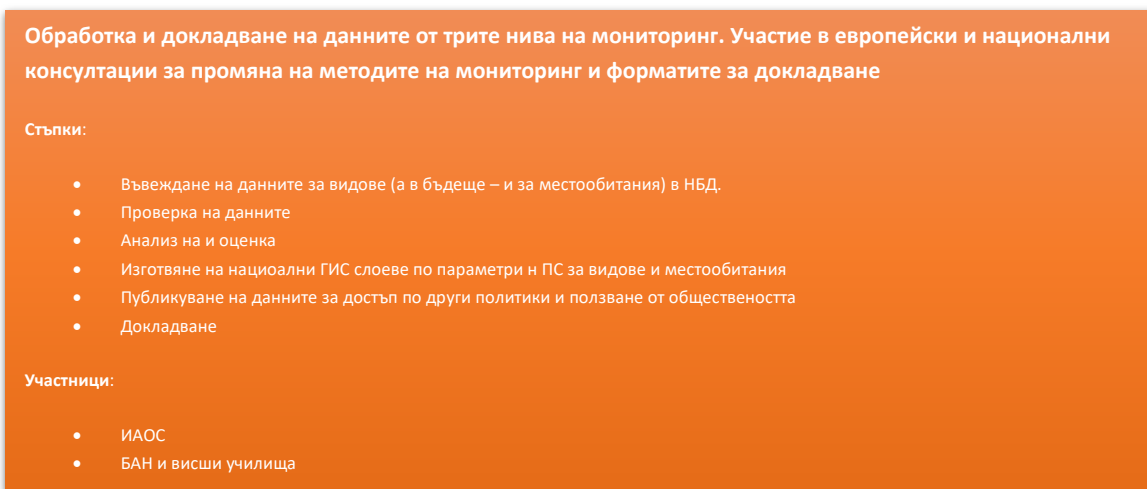 Обработка и докладване на данните от трите нива на мониторинг. Участие в европейски и национални
консултации за промяна на методите на мониторинг и форматите за докладване
Стъпки:
• Въвеждане на данните за видове (а в бъдеще – и за местообитания) в НБД.
• Проверка на данните
• Анализ на и оценка
• Изготвяне на нациоални ГИС слоеве по параметри н ПС за видове и местообитания
• Публикуване на данните за достъп по други политики и ползване от обществеността
• Докладване
Участници:
• ИАОС
• БАН и висши училища